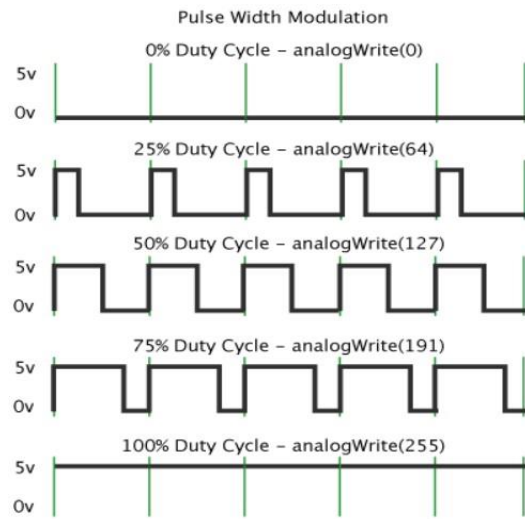 Pulse Width Modulation
0% Duty Cycle – analogWrite(0)
5v
0v
25% Duty Cycle – analogWrite(64)
5v
0v
50% Duty Cycle – analogWrite(127)
5v
0v
75% Duty Cycle – analogWrite(191)
5v
0v
100% Duty Cycle – analogWrite(255)
5v
0v